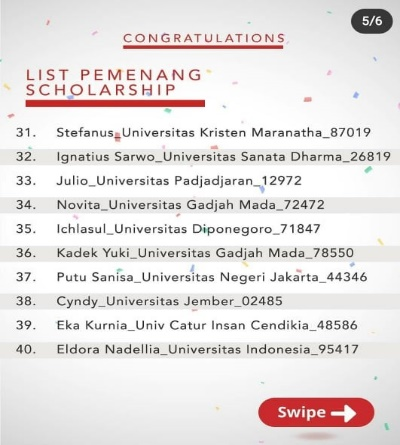 5/6
CONGRATULATIONS
LIST PEMENANG
SCHOLARSHIP
31. Stefanus_Universitas Kristen Maranatha_87019
32. Ignatius Sarwo_Universitas Sanata Dharma_26819
33. Julio_Universitas Padjadjaran_12972
34. Novita_Universitas Gadjah Mada_72472
35. Ichlasul_Universitas Diponegoro_71847
36. Kadek Yuki_Universitas Gadjah Mada_78550
37. Putu Sanisa_Universitas Negeri Jakarta_44346
38. Cyndy_Universitas Jember_02485
39. Eka Kurnia_Univ Catur Insan Cendikia_48586
40. Eldora Nadellia_Universitas Indonesia_95417
Swipe